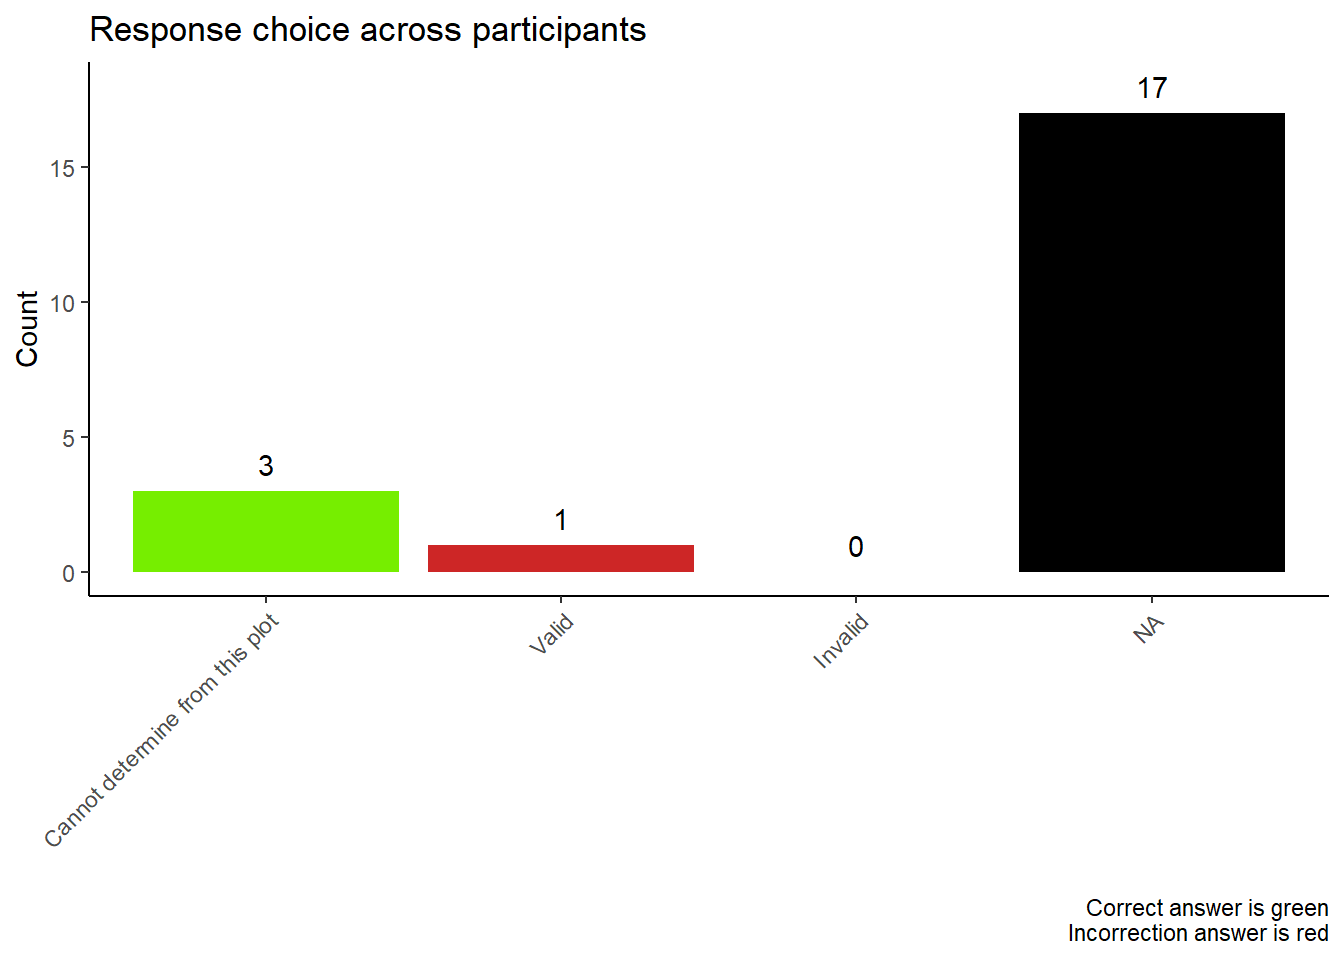 Response choice across participants
17
15
Count
10
5
3
1
0
0
Cannot determine from this plot
Valid
Invalid
NA
Correct answer is green
Incorrection answer is red